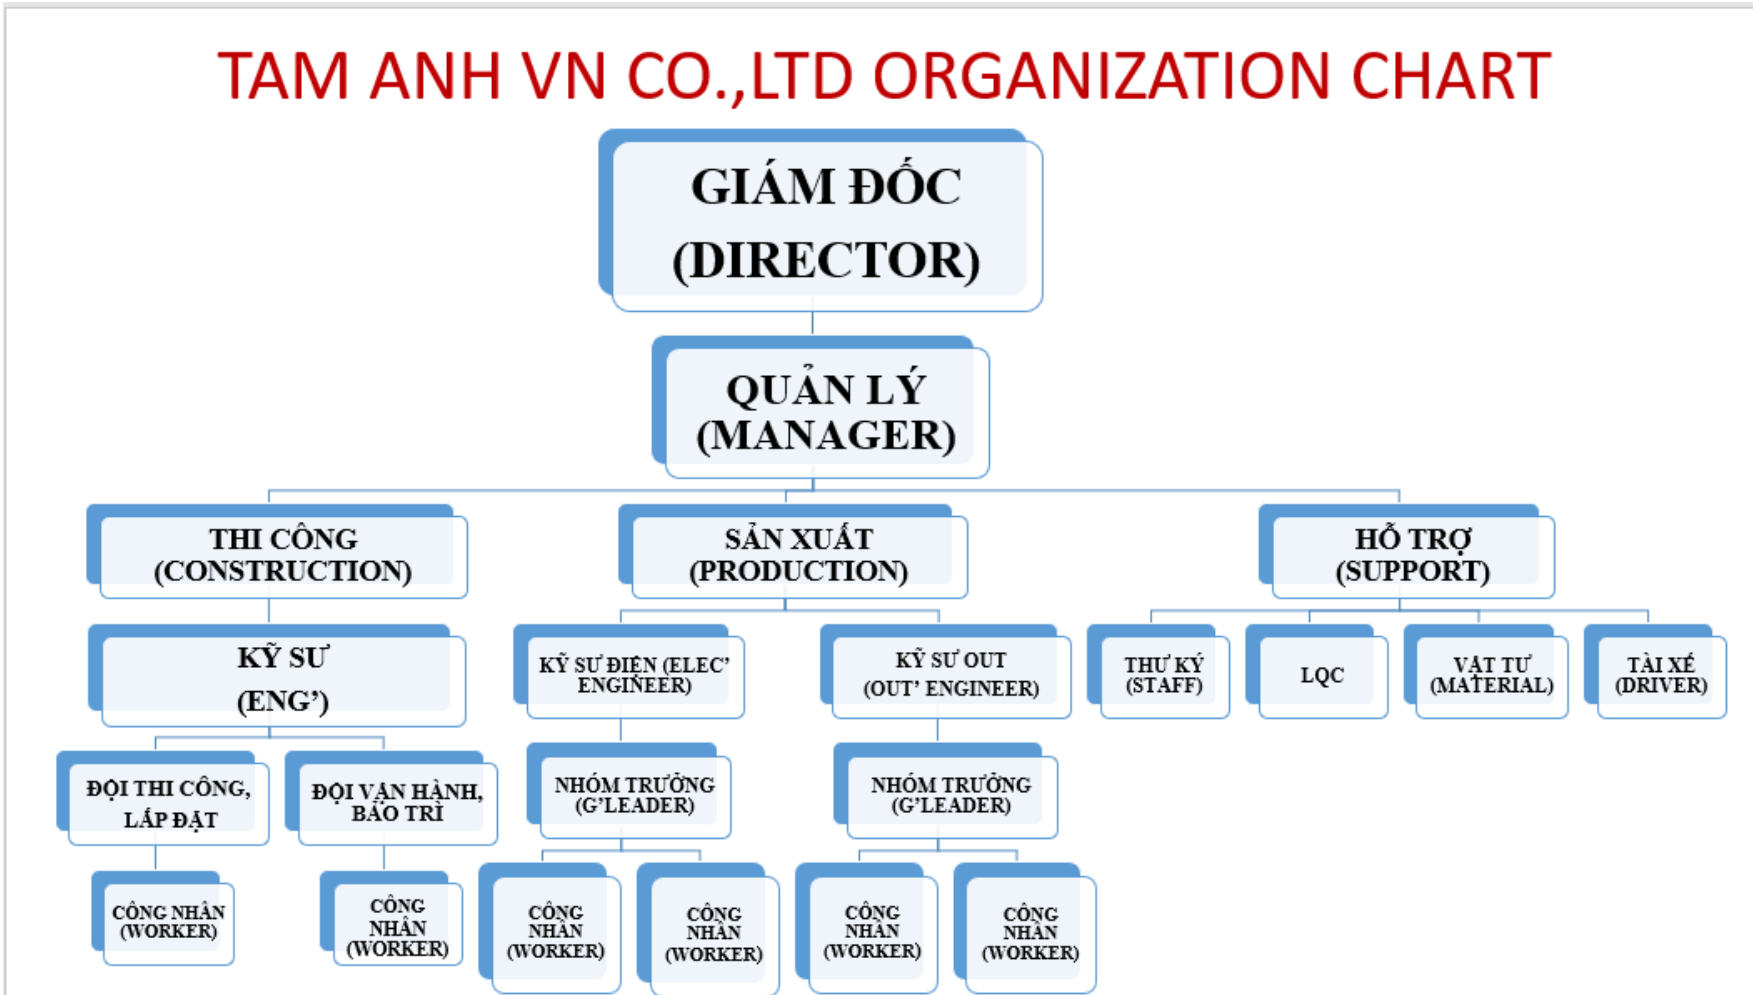 TAM ANH VN CO.,LTD ORGANIZATION CHART
GIÁM ĐỐC
(DIRECTOR)
QUẢN LÝ
(MANAGER)
THI CÔNG
(CONSTRUCTION)
SẢN XUẤT
(PRODUCTION)
HỖ TRỢ
(SUPPORT)
KỸ SƯ
(ENG’)
KỸ SƯ ĐIỆN (ELEC’
ENGINEER)
KỸ SƯ OUT
(OUT’ ENGINEER)
THƯ KÝ
(STAFF)
LQC
VẬT TƯ
(MATERIAL)
TÀI XẾ
(DRIVER)
ĐỘI THI CÔNG,
LẮP ĐẶT
ĐỘI VẬN HÀNH,
BẢO TRÌ
NHÓM TRƯỞNG
(G’LEADER)
NHÓM TRƯỞNG
(G’LEADER)
CÔNG NHÂN
(WORKER)
CÔNG
NHÂN
(WORKER)
CÔNG
NHÂN
(WORKER)
CÔNG
NHÂN
(WORKER)
CÔNG
NHÂN
(WORKER)
CÔNG
NHÂN
(WORKER)